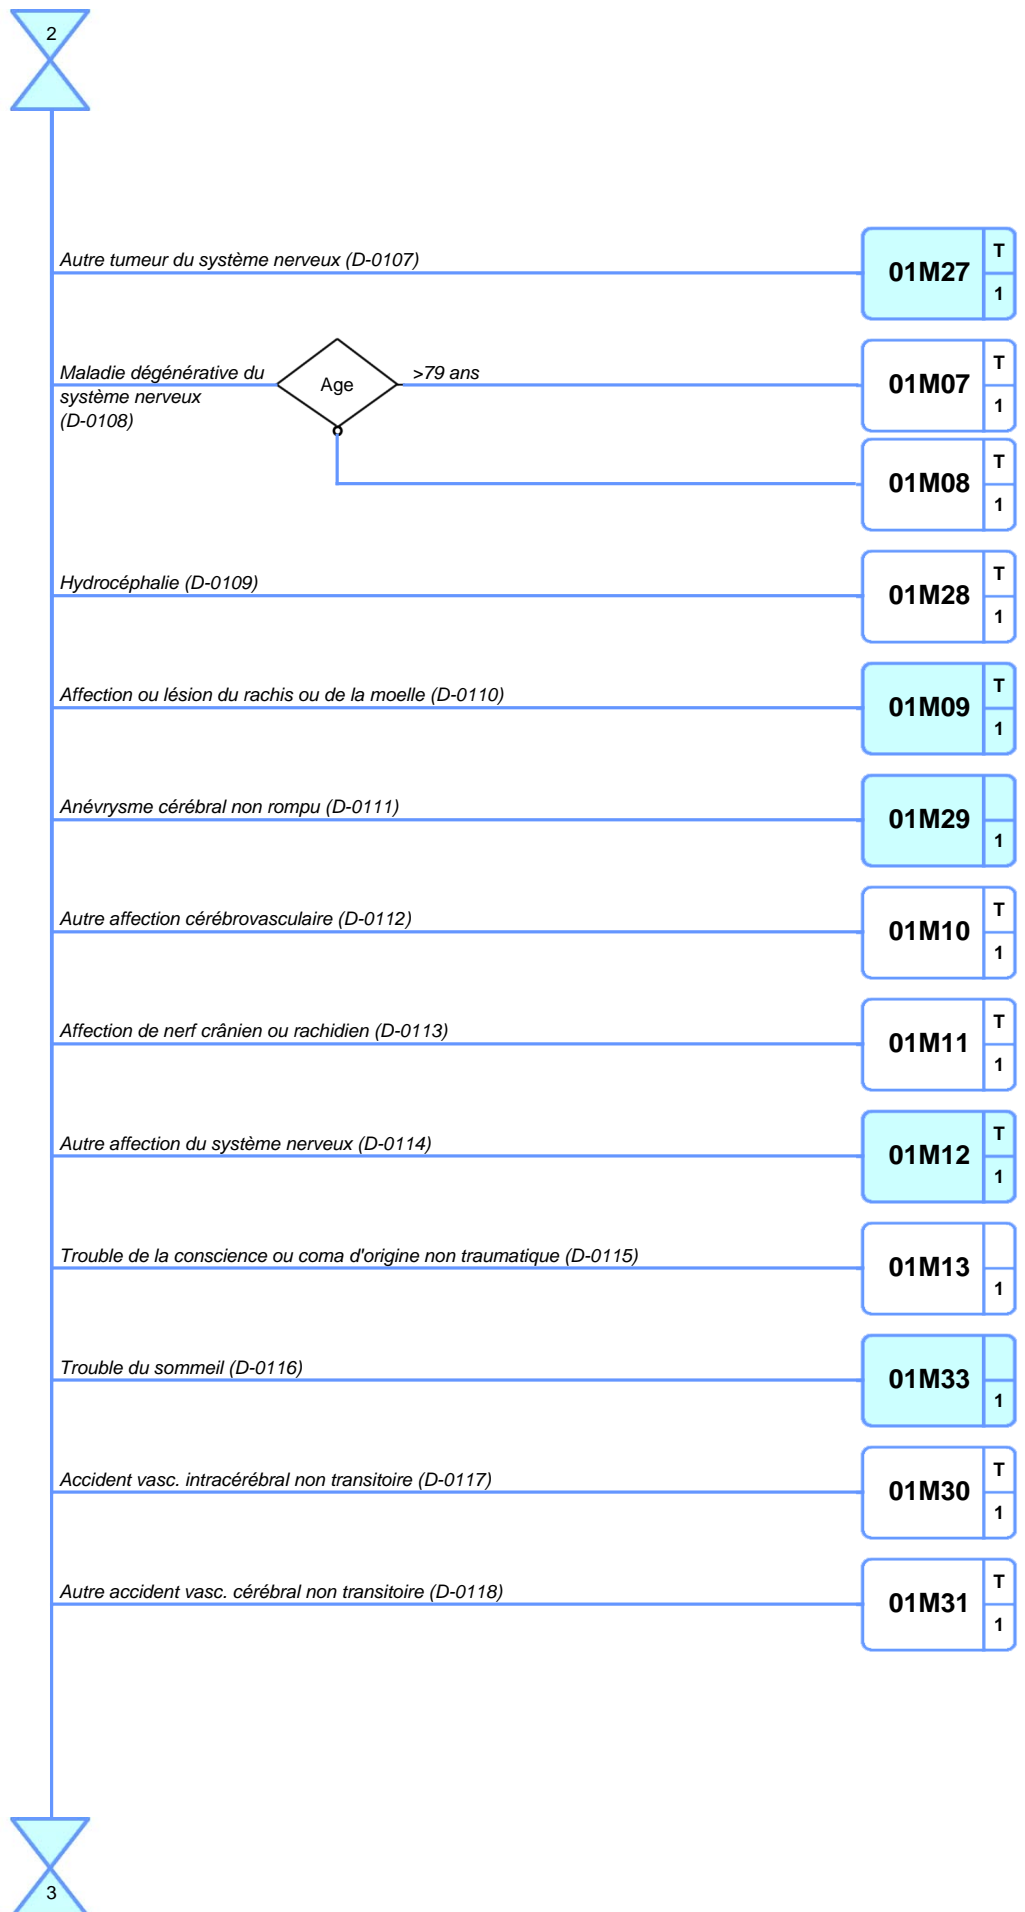 2
Autre tumeur du système nerveux (D-0107)
01M27
T
1
Maladie dégénérative du
système nerveux
(D-0108)
Age
>79 ans
01M07
T
1
01M08
T
1
Hydrocéphalie (D-0109)
01M28
T
1
Affection ou lésion du rachis ou de la moelle (D-0110)
01M09
T
1
Anévrysme cérébral non rompu (D-0111)
01M29
1
Autre affection cérébrovasculaire (D-0112)
01M10
T
1
Affection de nerf crânien ou rachidien (D-0113)
01M11
T
1
Autre affection du système nerveux (D-0114)
01M12
T
1
Trouble de la conscience ou coma d'origine non traumatique (D-0115)
01M13
1
Trouble du sommeil (D-0116)
01M33
1
Accident vasc. intracérébral non transitoire (D-0117)
01M30
T
1
Autre accident vasc. cérébral non transitoire (D-0118)
01M31
T
1
3